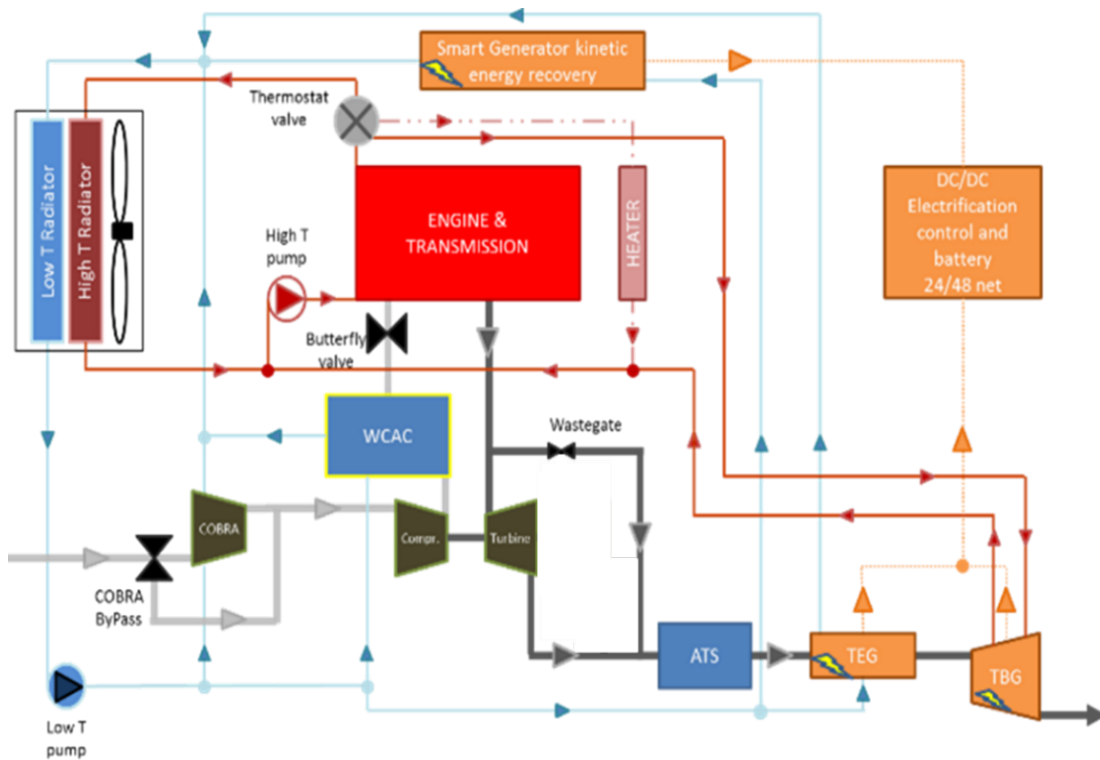 Smart Generator kinetic
energy recovery
Thermostat
valve
Low T Radiator
High T Radiator
ENGINE &
TRANSMISSION
HEATER
DC/DC
Electrification
control and
battery
24/48 net
High T
pump
Butterfly
valve
WCAC
Wastegate
COBRA
Compr.
Turbine
COBRA
ByPass
ATS
TEG
TBG
Low T
pump